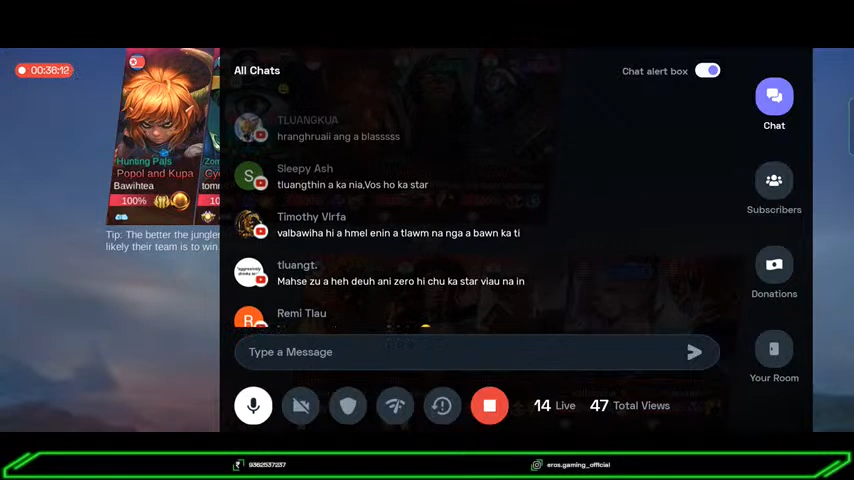 00:36:12
All Chats
Chat alert box
TLUANGKUA
hranghruaii ang a blasssss
Chat
Sleepy Ash
S
tluangthin a ka nia,Vos ho ka star
Subscribers
Timothy Vlrfa
valbawiha hi a hmel enin a tlawm na nga a bawn ka ti
tluangt.
Mahse zu a heh deuh ani zero hi chu ka star viau na in
Donations
Remi Tlau
R
Type a Message
Your Room
14 Live 47 Total Views
Hunting Pals
Popol and Kupa
Bawihtea
100%
100%
Tip: The better the jungler
likely their team is to win
9362537237
eros.gaming_official